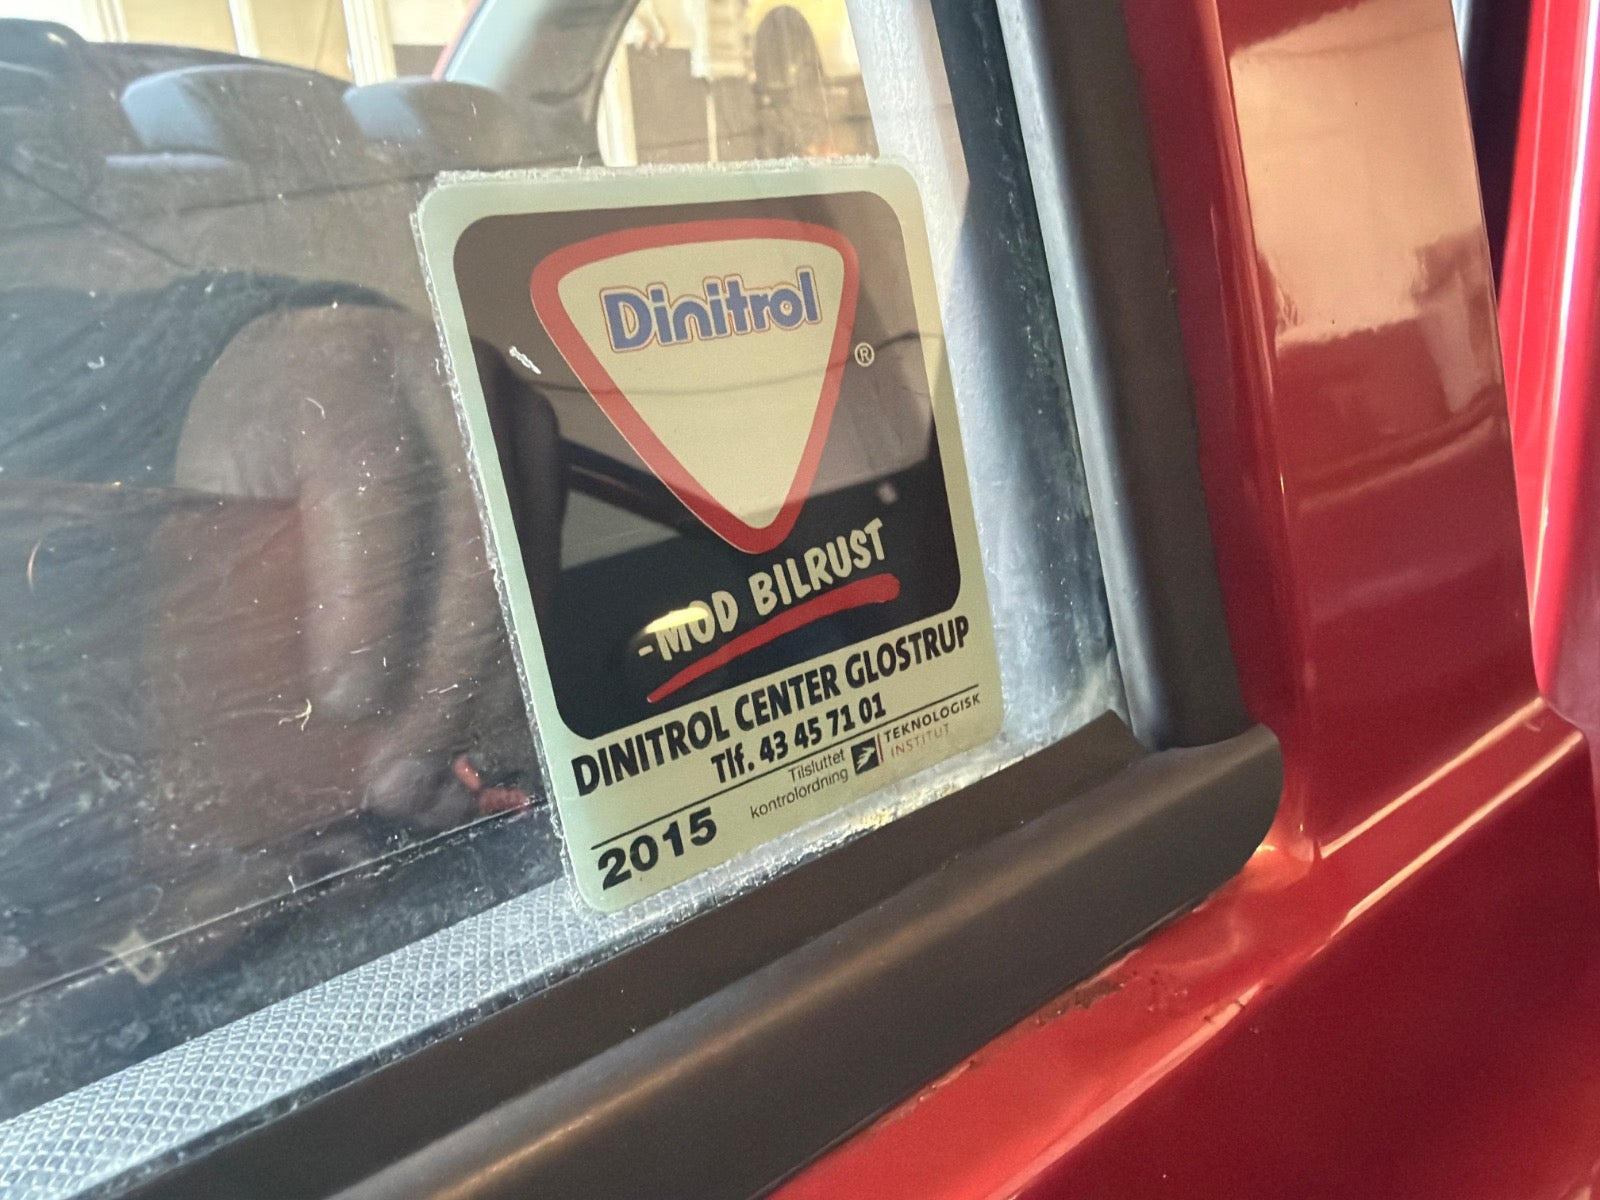 Dinitrol
®
-MOD BILRUST
DINITROL CENTER GLOSTRUP
Tlf. 43 45 71 01
Tilsluttet
kontrolordning
TEKNOLOGISK
INSTITUT
2015